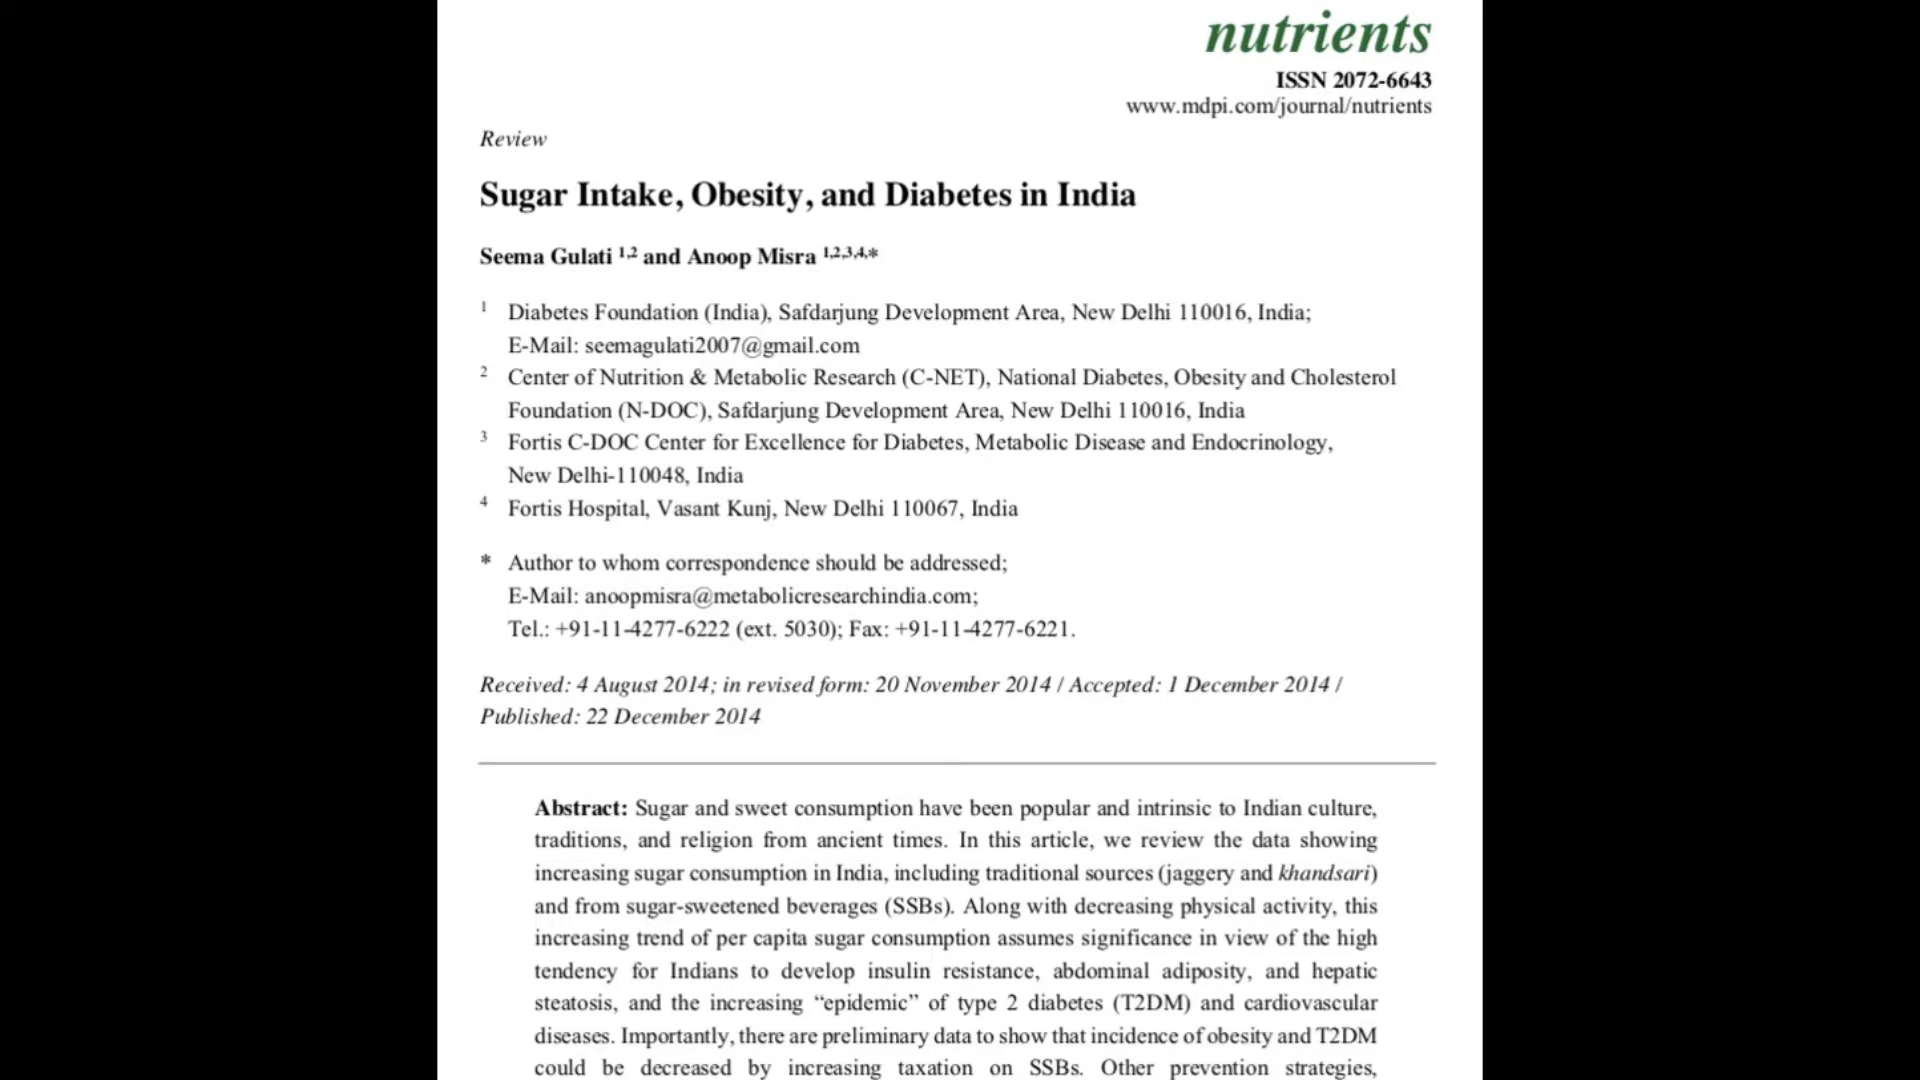 nutrients
ISSN 2072-6643
www.mdpi.com/journal/nutrients
Review
Sugar Intake, Obesity, and Diabetes in India
Seema Gulati 1,2 and Anoop Misra 1,2,3,4,*
1 Diabetes Foundation (India), Safdarjung Development Area, New Delhi 110016, India;
E-Mail: seemagulati2007@gmail.com
2 Center of Nutrition & Metabolic Research (C-NET), National Diabetes, Obesity and Cholesterol
Foundation (N-DOC), Safdarjung Development Area, New Delhi 110016, India
3 Fortis C-DOC Center for Excellence for Diabetes, Metabolic Disease and Endocrinology,
New Delhi-110048, India
4 Fortis Hospital, Vasant Kunj, New Delhi 110067, India
* Author to whom correspondence should be addressed;
E-Mail: anoopmisra@metabolicresearchindia.com;
Tel.: +91-11-4277-6222 (ext. 5030); Fax: +91-11-4277-6221.
Received: 4 August 2014; in revised form: 20 November 2014 / Accepted: 1 December 2014 /
Published: 22 December 2014
Abstract: Sugar and sweet consumption have been popular and intrinsic to Indian culture,
traditions, and religion from ancient times. In this article, we review the data showing
increasing sugar consumption in India, including traditional sources (jaggery and khandsari)
and from sugar-sweetened beverages (SSBs). Along with decreasing physical activity, this
increasing trend of per capita sugar consumption assumes significance in view of the high
tendency for Indians to develop insulin resistance, abdominal adiposity, and hepatic
steatosis, and the increasing “epidemic” of type 2 diabetes (T2DM) and cardiovascular
diseases. Importantly, there are preliminary data to show that incidence of obesity and T2DM
could be decreased by increasing taxation on SSBs. Other prevention strategies,